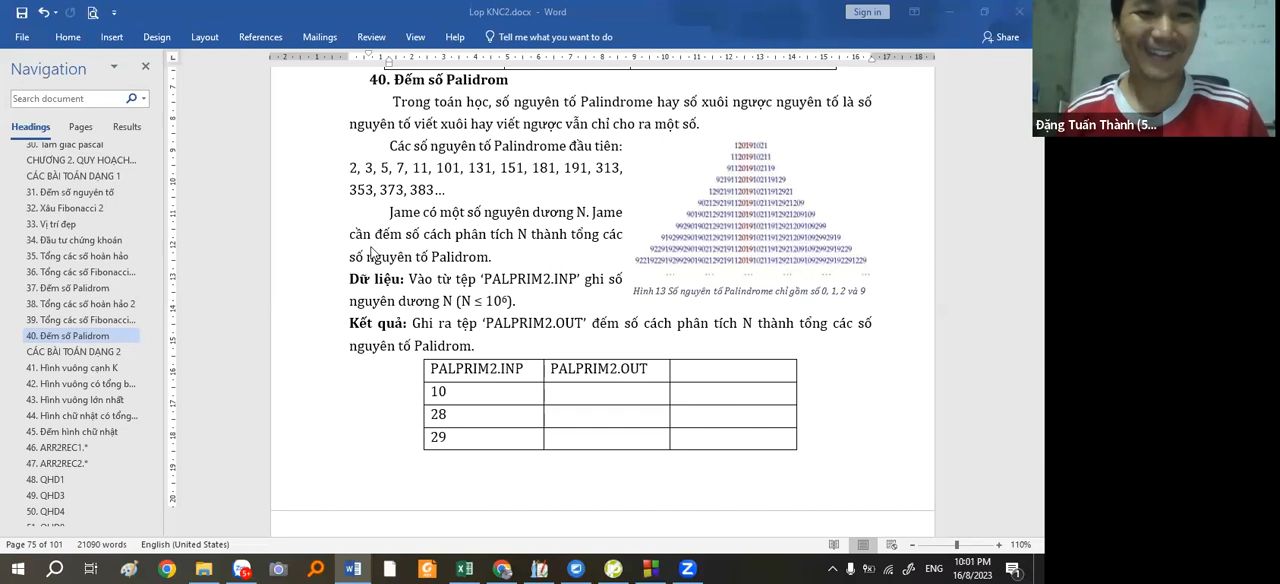 Lop KNC2.docx - Word
Sign in
File Home Insert Design Layout References Mailings Review View Help Tell me what you want to do
Share
Navigation
Search document
Headings Pages Results
30. Tam giác pascal
CHƯƠNG 2. QUY HOẠCH...
CÁC BÀI TOÁN DẠNG 1
31. Đếm số nguyên tố
32. Xâu Fibonacci 2
33. Vị trí đẹp
34. Đầu tư chứng khoán
35. Tổng các số hoàn hảo
36. Tổng các số Fibonacci...
37. Đếm số Palidrom
38. Tổng các số hoàn hảo 2
39. Tổng các số Fibonacci...
40. Đếm số Palidrom
CÁC BÀI TOÁN DẠNG 2
41. Hình vuông cạnh K
42. Hình vuông có tổng b...
43. Hình vuông lớn nhất
44. Hình chữ nhật có tổng...
45. Đếm hình chữ nhật
46. ARR2REC1.*
47. ARR2REC2.*
48. QHD1
49. QHD3
50. QHD4
40. Đếm số Palidrom
Trong toán học, số nguyên tố Palindrome hay số xuôi ngược nguyên tố là số
nguyên tố viết xuôi hay viết ngược vẫn chỉ cho ra một số.
Các số nguyên tố Palindrome đầu tiên:
2, 3, 5, 7, 11, 101, 131, 151, 181, 191, 313,
353, 373, 383...
Jame có một số nguyên dương N. Jame
cần đếm số cách phân tích N thành tổng các
số nguyên tố Palidrom.
Dữ liệu: Vào từ tệp ‘PALPRIM2.INP’ ghi số
nguyên dương N (N ≤ 10⁶).
120191021
11201910211
Hình 13 Số nguyên tố Palindrome chỉ gồm số 0, 1, 2 và 9
Kết quả: Ghi ra tệp ‘PALPRIM2.OUT’ đếm số cách phân tích N thành tổng các
số nguyên tố Palidrom.
PALPRIM2.INP PALPRIM2.OUT
10
28
29
Đặng Tuấn Thành (5...
Page 75 of 101 21090 words English (United States)
110%
ENG
10:01 PM
16/8/2023